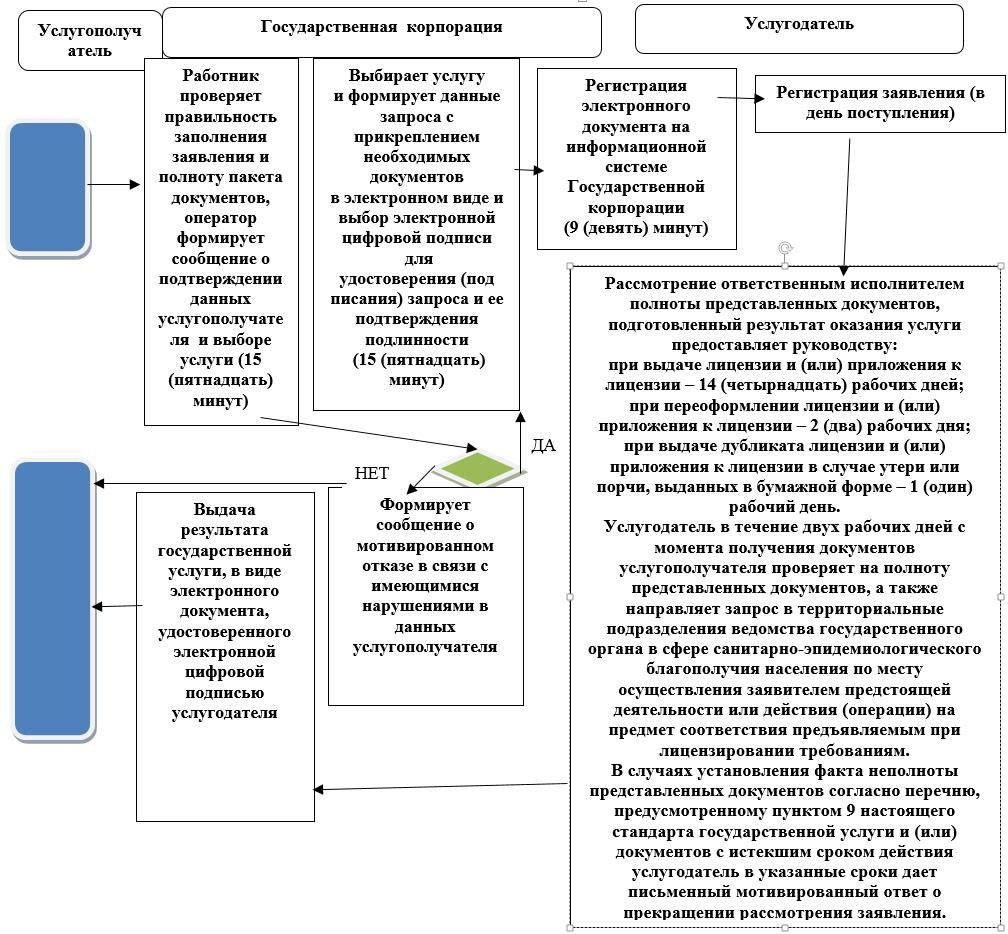 Услугополуч
атель
Государственная корпорация
Услугодатель
Работник
проверяет
правильность
заполнения
заявления и
полноту пакета
документов,
оператор
формирует
сообщение о
подтверждении
данных
услугополучате
ля и выборе
услуги (15
(пятнадцать)
минут)
Выбирает услугу
и формирует данные
запроса с
прикреплением
необходимых
документов
в электронном виде и
выбор электронной
цифровой подписи
для
удостоверения (под
писания) запроса и ее
подтверждения
подлинности
(15 (пятнадцать)
минут)
Регистрация
электронного
документа на
информационной
системе
Государственной
корпорации
(9 (девять) минут)
Регистрация заявления (в
день поступления)
Рассмотрение ответственным исполнителем
полноты представленных документов,
подготовленный результат оказания услуги
предоставляет руководству:
при выдаче лицензии и (или) приложения к
лицензии – 14 (четырнадцать) рабочих дней;
при переоформлении лицензии и (или)
приложения к лицензии – 2 (два) рабочих дня;
при выдаче дубликата лицензии и (или)
приложения к лицензии в случае утери или
порчи, выданных в бумажной форме – 1 (один)
рабочий день.
Услугодатель в течение двух рабочих дней с
момента получения документов
услугополучателя проверяет на полноту
представленных документов, а также
направляет запрос в территориальные
подразделения ведомства государственного
органа в сфере санитарно-эпидемиологического
благополучия населения по месту
осуществления заявителем предстоящей
деятельности или действия (операции) на
предмет соответствия предъявляемым при
лицензировании требованиям.
В случаях установления факта неполноты
представленных документов согласно перечню,
предусмотренному пунктом 9 настоящего
стандарта государственной услуги и (или)
документов с истекшим сроком действия
услугодатель в указанные сроки дает
письменный мотивированный ответ о
прекращении рассмотрения заявления.
ДА
НЕТ
Формирует
сообщение о
мотивированном
отказе в связи с
имеющимися
нарушениями в
данных
услугополучателя
Выдача
результата
государственной
услуги, в виде
электронного
документа,
удостоверенного
электронной
цифровой
подписью
услугодателя